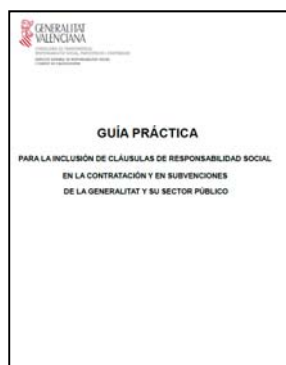 GENERALITAT
VALENCIANA
GUÍA PRÁCTICA
PARA LA INCLUSIÓN DE CLÁUSULAS DE RESPONSABILIDAD SOCIAL
EN LA CONTRATACIÓN Y EN SUBVENCIONES
DE LA GENERALITAT Y SU SECTOR PÚBLICO